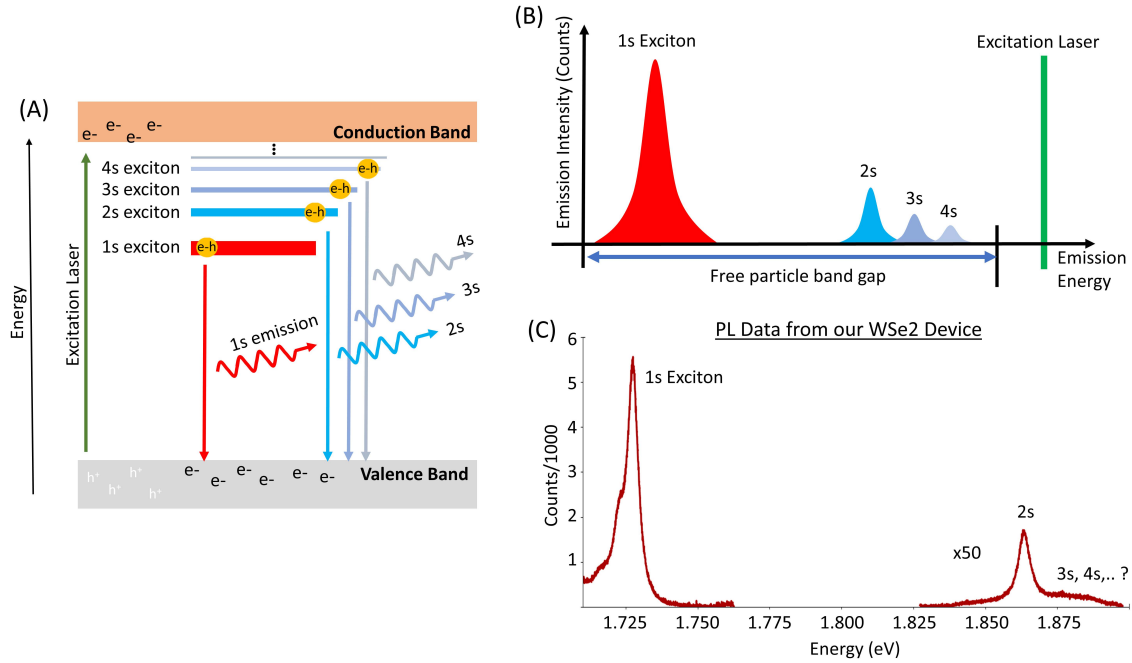 (A)
Energy
Excitation Laser
e- e- e- e-
Conduction Band
4s exciton
3s exciton
2s exciton
1s exciton
e-h
e-h
e-h
e-h
1s emission
4s
3s
2s
h+ h+ h+ h+
e- e- e- e- e- e-
Valence Band
(B)
Emission Intensity (Counts)
1s Exciton
2s
3s
4s
Excitation Laser
Free particle band gap
Emission
Energy
(C)
PL Data from our WSe2 Device
Counts/1000
6
5
4
3
2
1
1s Exciton
x50
2s
3s, 4s,.. ?
1.725 1.750 1.775 1.800 1.825 1.850 1.875
Energy (eV)